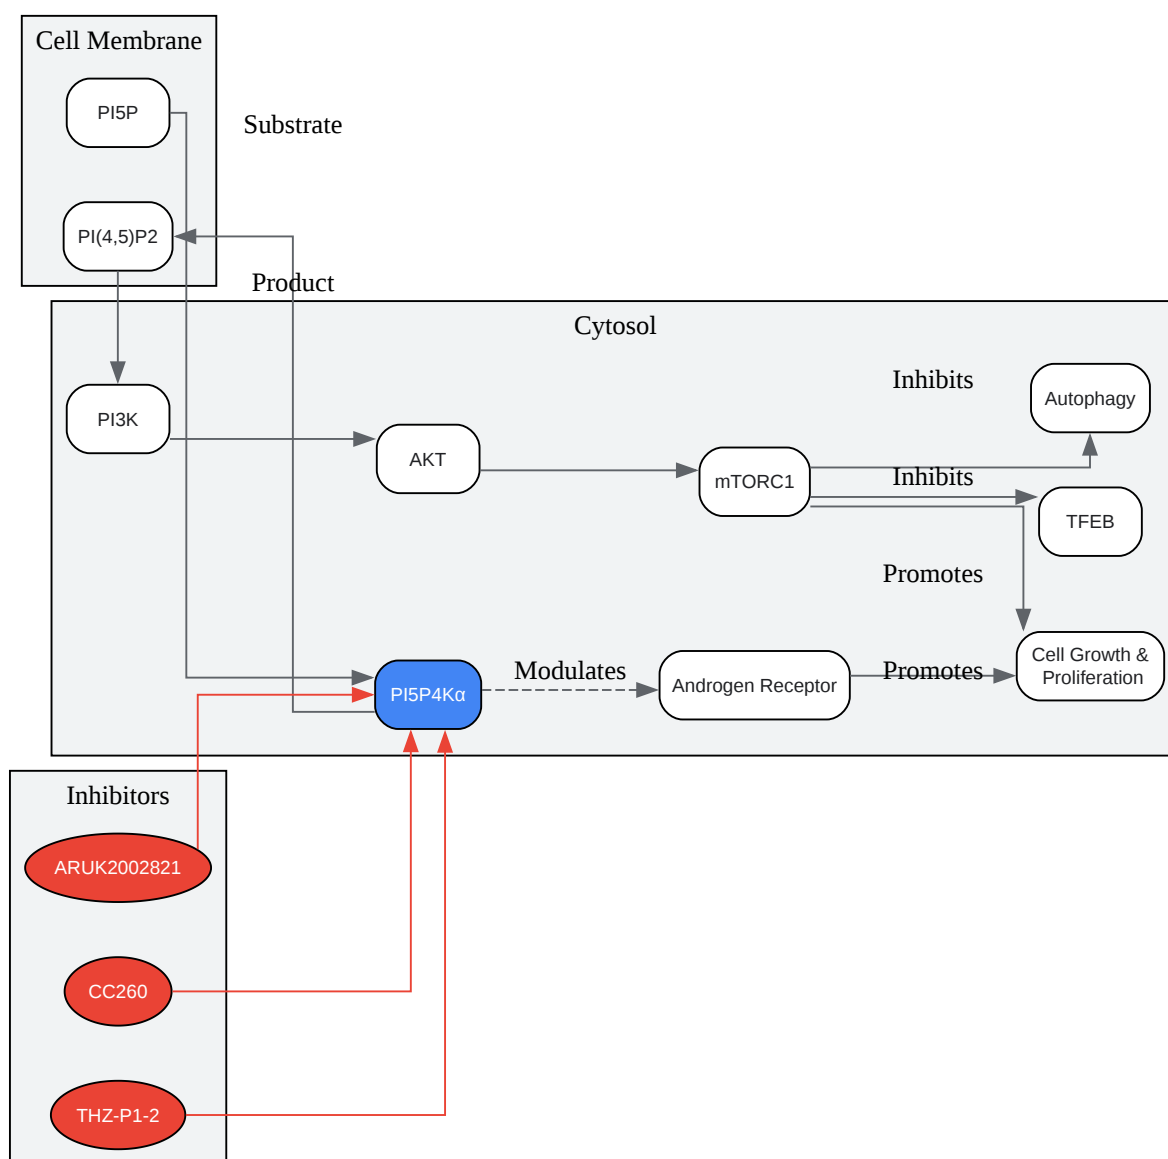 Cell Membrane
PI5P
Substrate
PI(4,5)P2
Product
Cytosol
Inhibits
Autophagy
PI3K
AKT
mTORC1
Inhibits
TFEB
Promotes
Cell Growth &
Proliferation
PI5P4Kα
Modulates
Androgen Receptor
Promotes
Inhibitors
ARUK2002821
CC260
THZ-P1-2